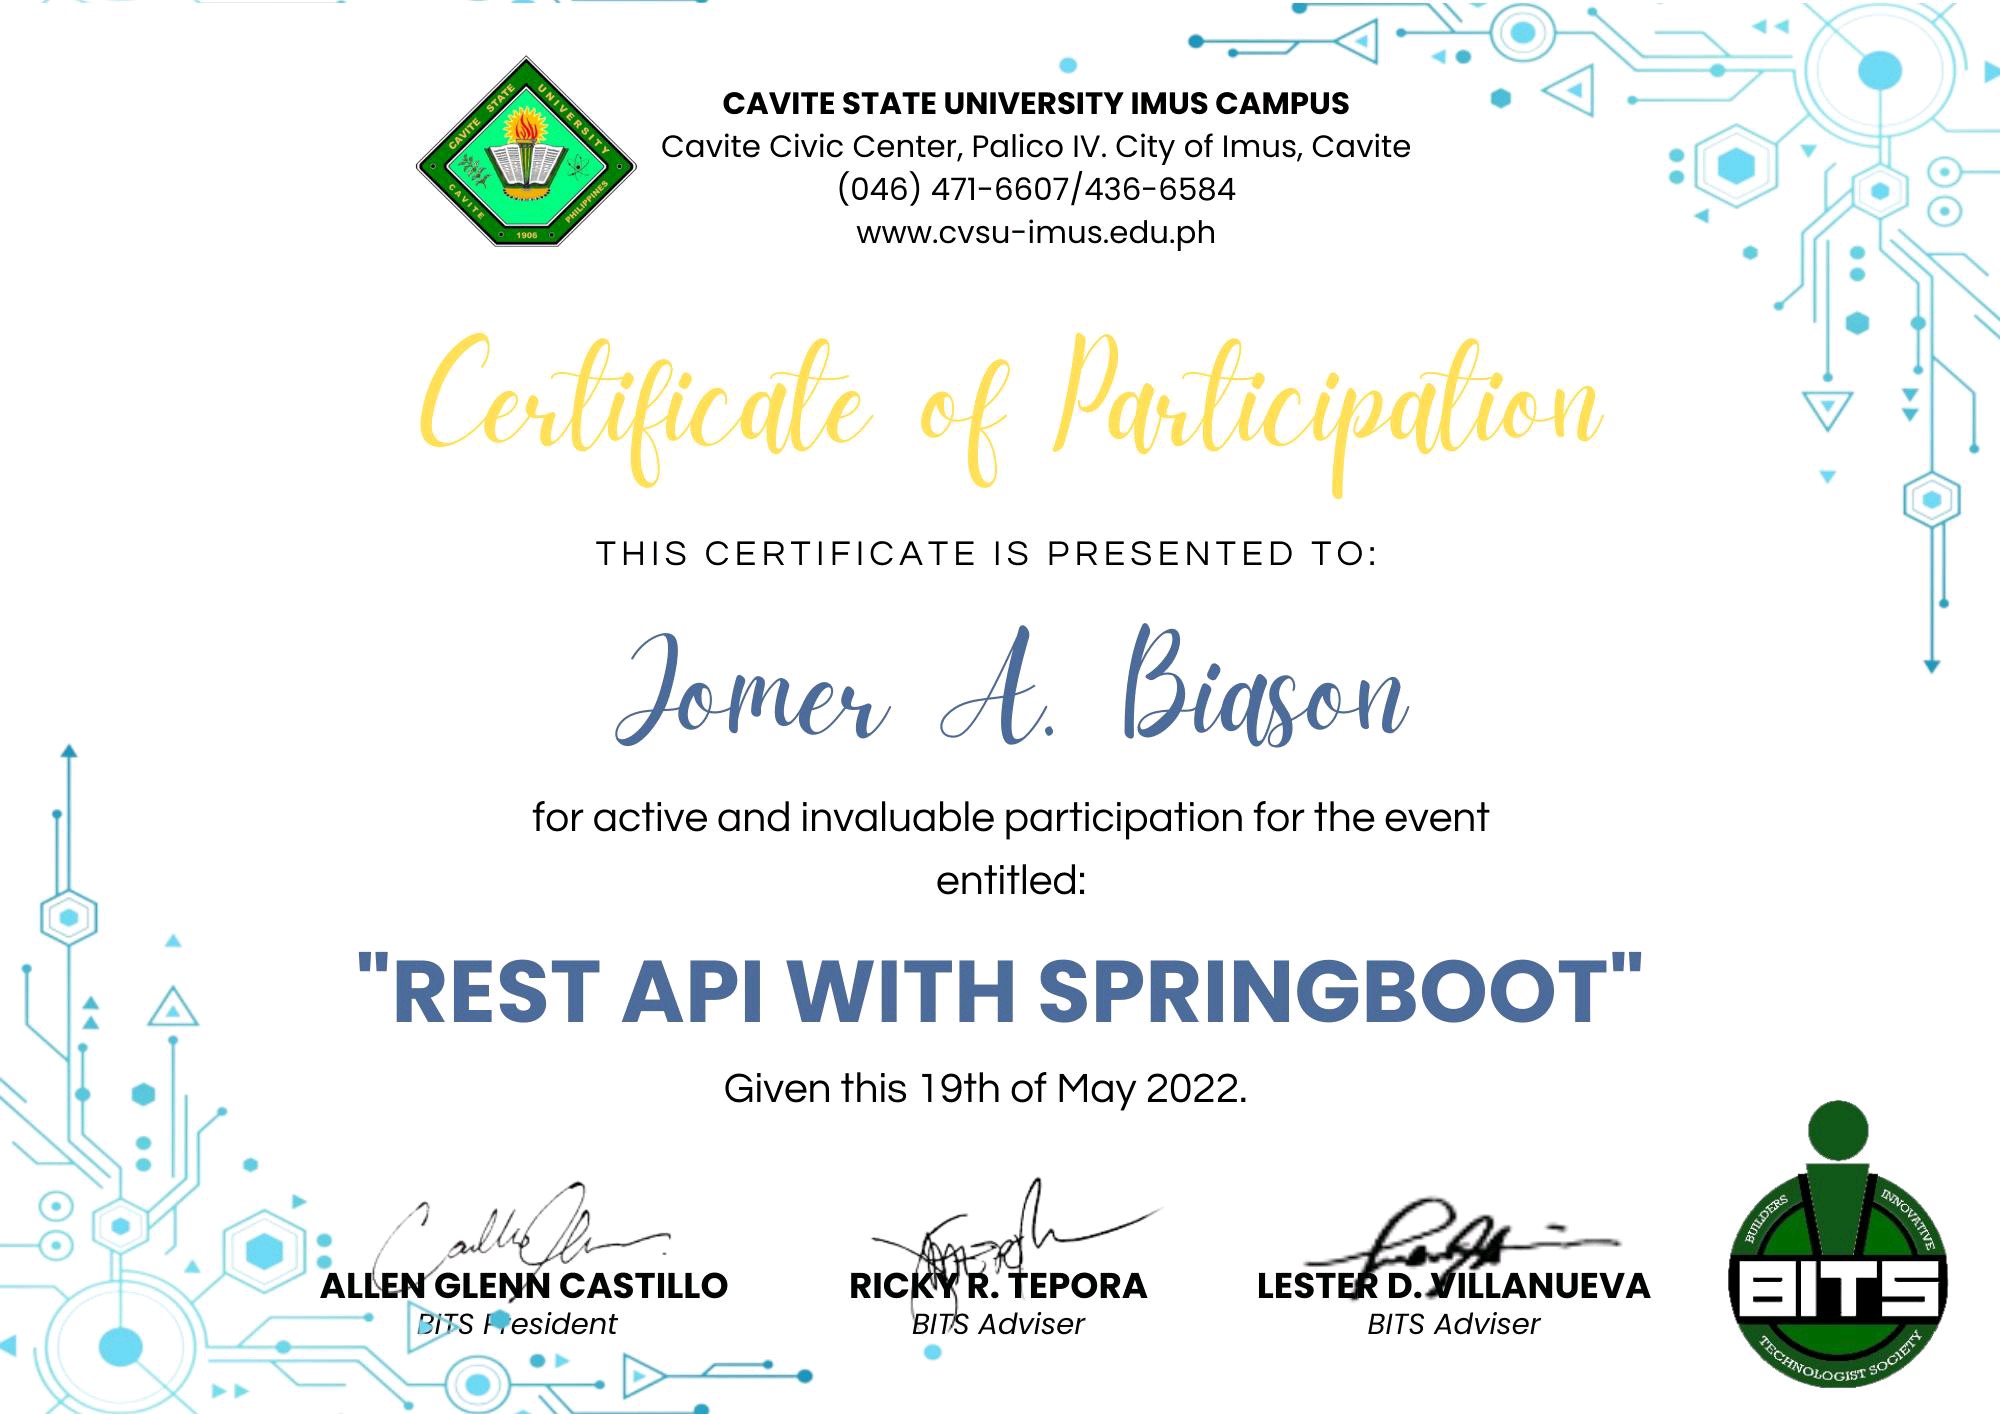 CAVITE STATE UNIVERSITY
CAVITE
PHILIPPINES
1906
CAVITE STATE UNIVERSITY IMUS CAMPUS
Cavite Civic Center, Palico IV. City of Imus, Cavite
(046) 471-6607/436-6584
www.cvsu-imus.edu.ph
Certificate of Participation
THIS CERTIFICATE IS PRESENTED TO:
Jomer A. Biason
for active and invaluable participation for the event
entitled:
"REST API WITH SPRINGBOOT"
Given this 19th of May 2022.
ALLEN GLENN CASTILLO
BITS President
RICKY R. TEPORA
BITS Adviser
LESTER D. VILLANUEVA
BITS Adviser
BUILDERS
INNOVATIVE
BITS
TECHNOLOGIST SOCIETY